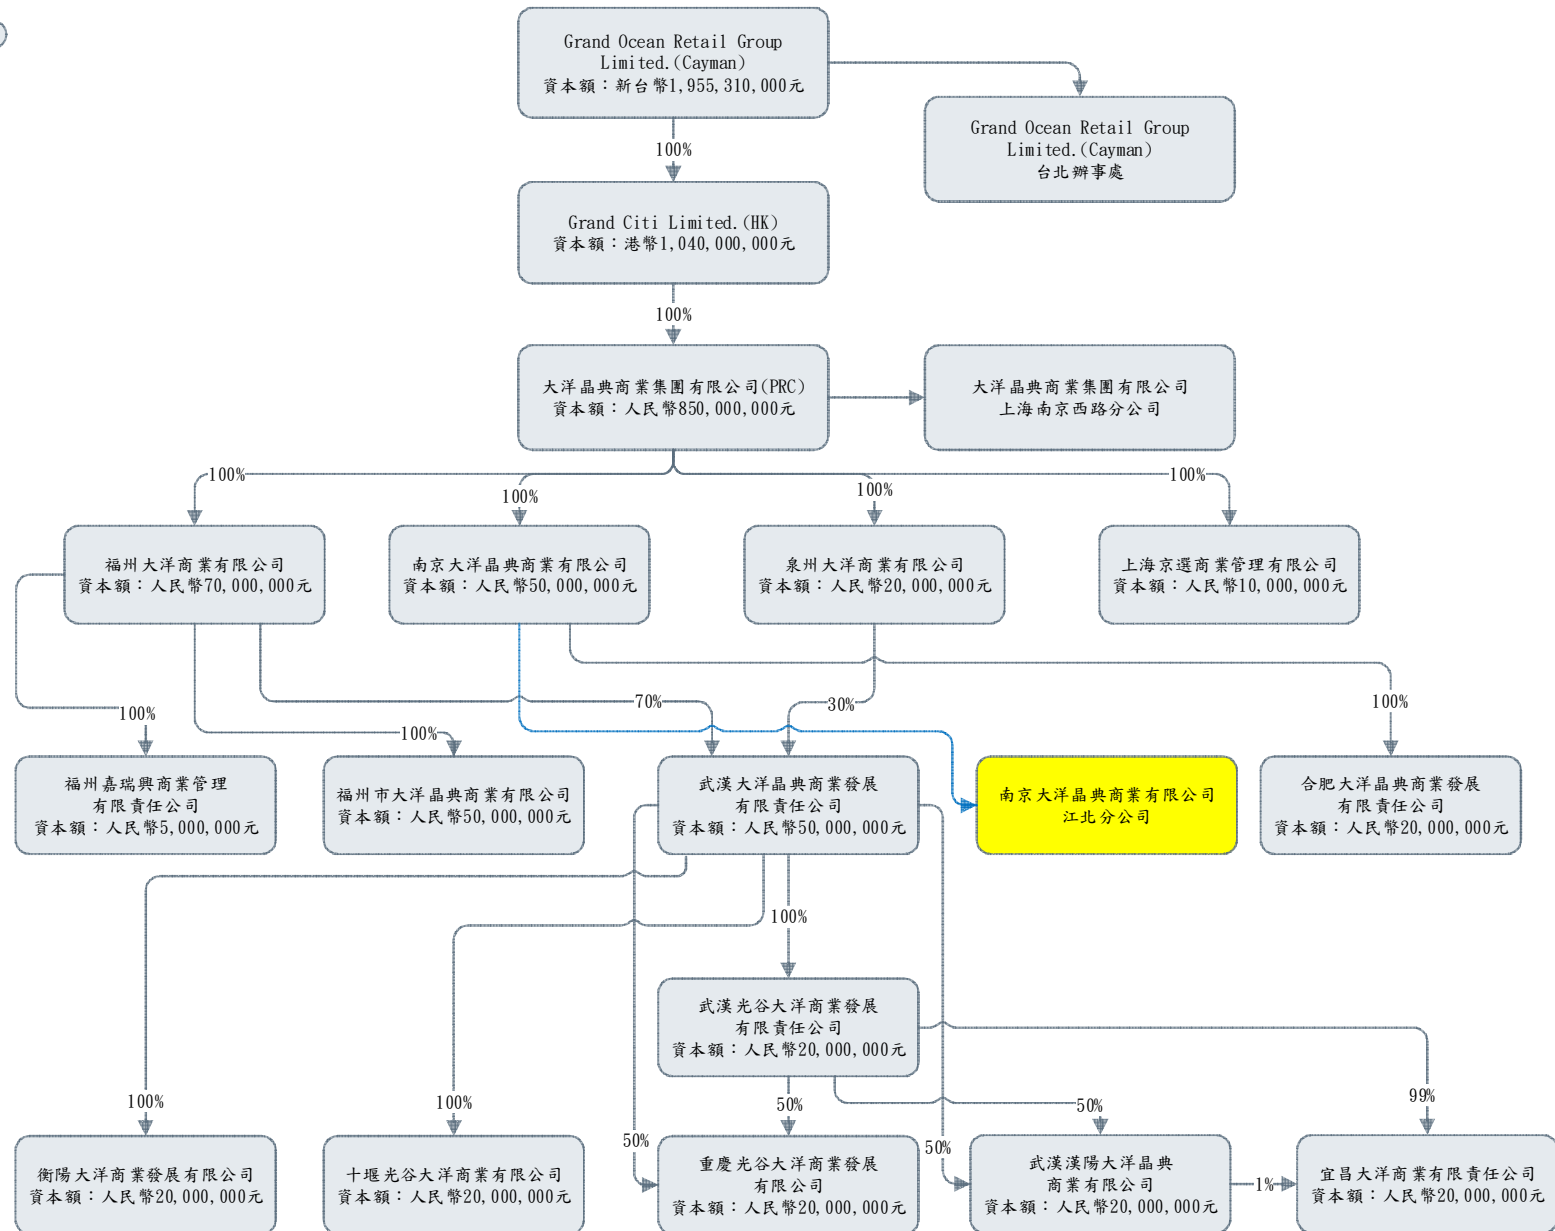 Grand Ocean Retail Group
Limited.(Cayman)
資本額：新台幣1,955,310,000元
Grand Ocean Retail Group
Limited.(Cayman)
台北辦事處
100%
Grand Citi Limited.(HK)
資本額：港幣1,040,000,000元
100%
大洋晶典商業集團有限公司(PRC)
資本額：人民幣850,000,000元
大洋晶典商業集團有限公司
上海南京西路分公司
100%
100%
100%
100%
福州大洋商業有限公司
資本額：人民幣70,000,000元
南京大洋晶典商業有限公司
資本額：人民幣50,000,000元
泉州大洋商業有限公司
資本額：人民幣20,000,000元
上海京選商業管理有限公司
資本額：人民幣10,000,000元
100%
100%
70%
30%
100%
福州嘉瑞興商業管理
有限責任公司
資本額：人民幣5,000,000元
福州市大洋晶典商業有限公司
資本額：人民幣50,000,000元
武漢大洋晶典商業發展
有限責任公司
資本額：人民幣50,000,000元
南京大洋晶典商業有限公司
江北分公司
合肥大洋晶典商業發展
有限責任公司
資本額：人民幣20,000,000元
100%
武漢光谷大洋商業發展
有限責任公司
資本額：人民幣20,000,000元
100%
100%
50%
50%
50%
50%
99%
衡陽大洋商業發展有限公司
資本額：人民幣20,000,000元
十堰光谷大洋商業有限公司
資本額：人民幣20,000,000元
重慶光谷大洋商業發展
有限公司
資本額：人民幣20,000,000元
武漢漢陽大洋晶典
商業有限公司
資本額：人民幣20,000,000元
1%
宜昌大洋商業有限責任公司
資本額：人民幣20,000,000元